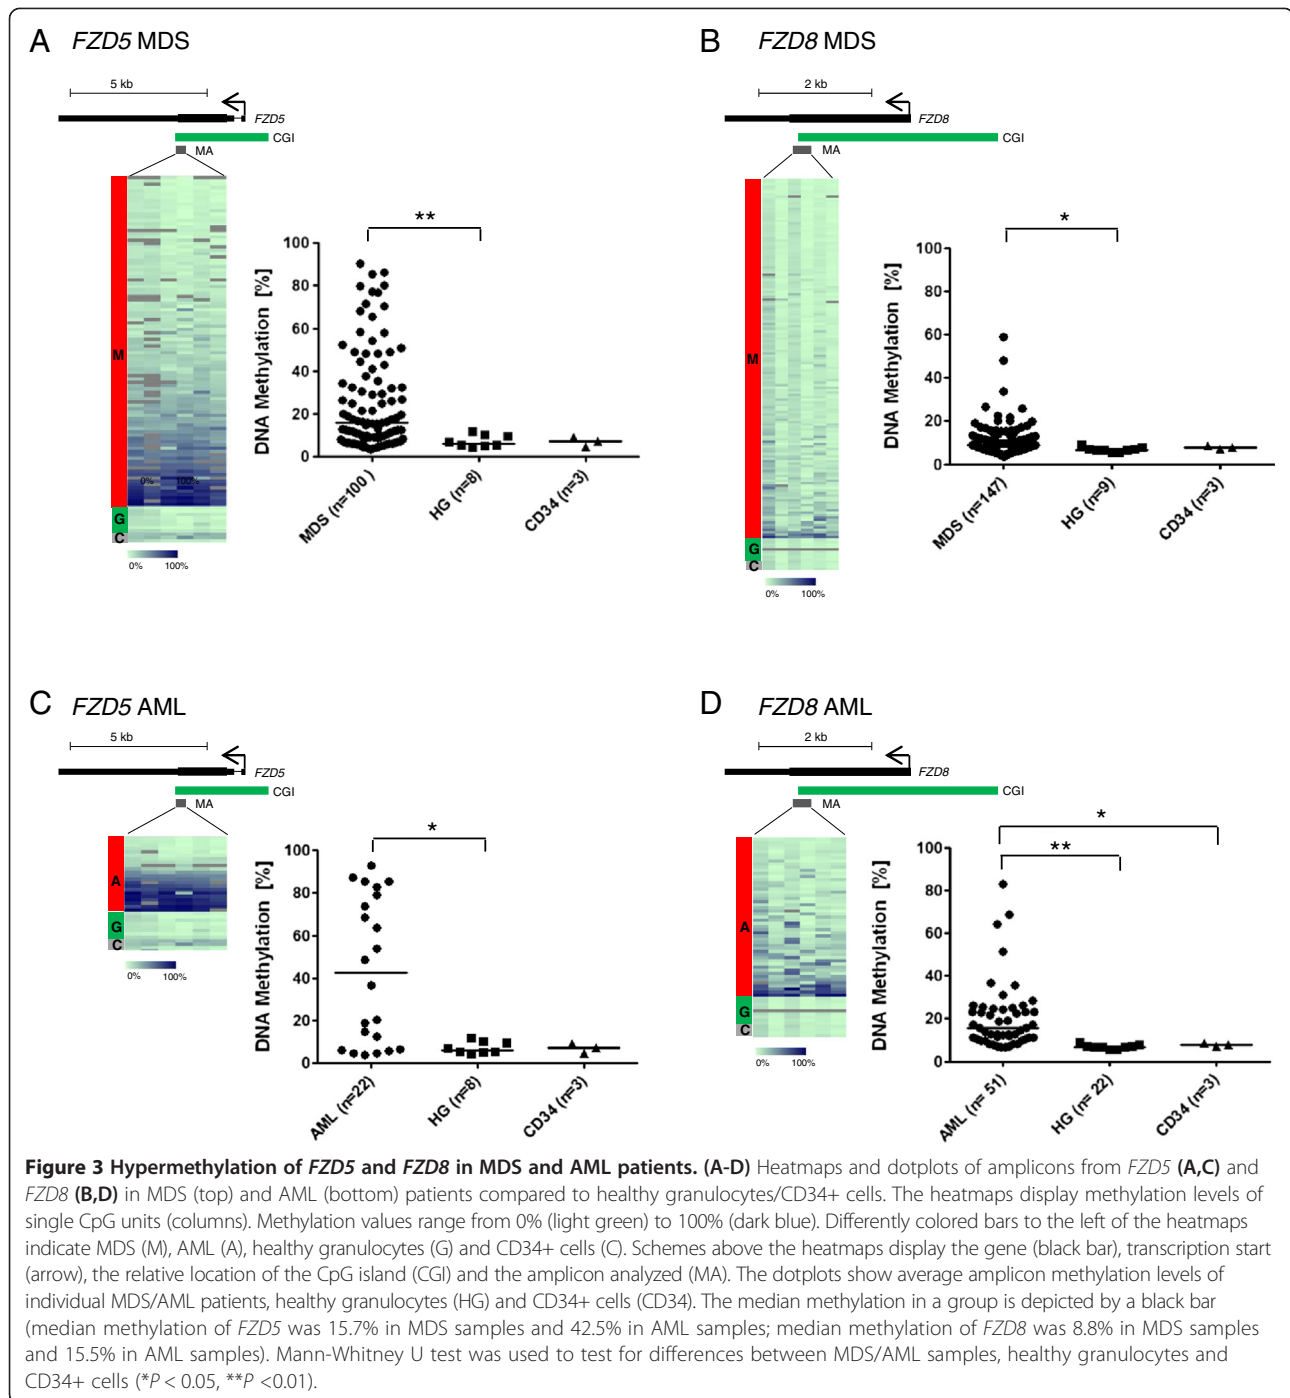 A FZD5 MDS
5 kb
FZD5
CGI
MA
M
G
C
0% 100%
0% 100%
**
DNA Methylation [%]
100
80
60
40
20
0
MDS (n=100 )
HG (n=8)
CD34 (n=3)
B FZD8 MDS
2 kb
FZD8
CGI
MA
M
G
C
0% 100%
*
DNA Methylation [%]
100
80
60
40
20
0
MDS (n=147)
HG (n=9)
CD34 (n=3)
C FZD5 AML
5 kb
FZD5
CGI
MA
A
G
C
0% 100%
*
DNA Methylation [%]
100
80
60
40
20
0
AML (n=22)
HG (n=8)
CD34 (n=3)
D FZD8 AML
2 kb
FZD8
CGI
MA
A
G
C
0% 100%
*
**
DNA Methylation [%]
100
80
60
40
20
0
AML (n= 51)
HG (n= 22)
CD34 (n=3)
Figure 3 Hypermethylation of FZD5 and FZD8 in MDS and AML patients. (A-D) Heatmaps and dotplots of amplicons from FZD5 (A,C) and
FZD8 (B,D) in MDS (top) and AML (bottom) patients compared to healthy granulocytes/CD34+ cells. The heatmaps display methylation levels of
single CpG units (columns). Methylation values range from 0% (light green) to 100% (dark blue). Differently colored bars to the left of the heatmaps
indicate MDS (M), AML (A), healthy granulocytes (G) and CD34+ cells (C). Schemes above the heatmaps display the gene (black bar), transcription start
(arrow), the relative location of the CpG island (CGI) and the amplicon analyzed (MA). The dotplots show average amplicon methylation levels of
individual MDS/AML patients, healthy granulocytes (HG) and CD34+ cells (CD34). The median methylation in a group is depicted by a black bar
(median methylation of FZD5 was 15.7% in MDS samples and 42.5% in AML samples; median methylation of FZD8 was 8.8% in MDS samples
and 15.5% in AML samples). Mann-Whitney U test was used to test for differences between MDS/AML samples, healthy granulocytes and
CD34+ cells (*P < 0.05, **P <0.01).